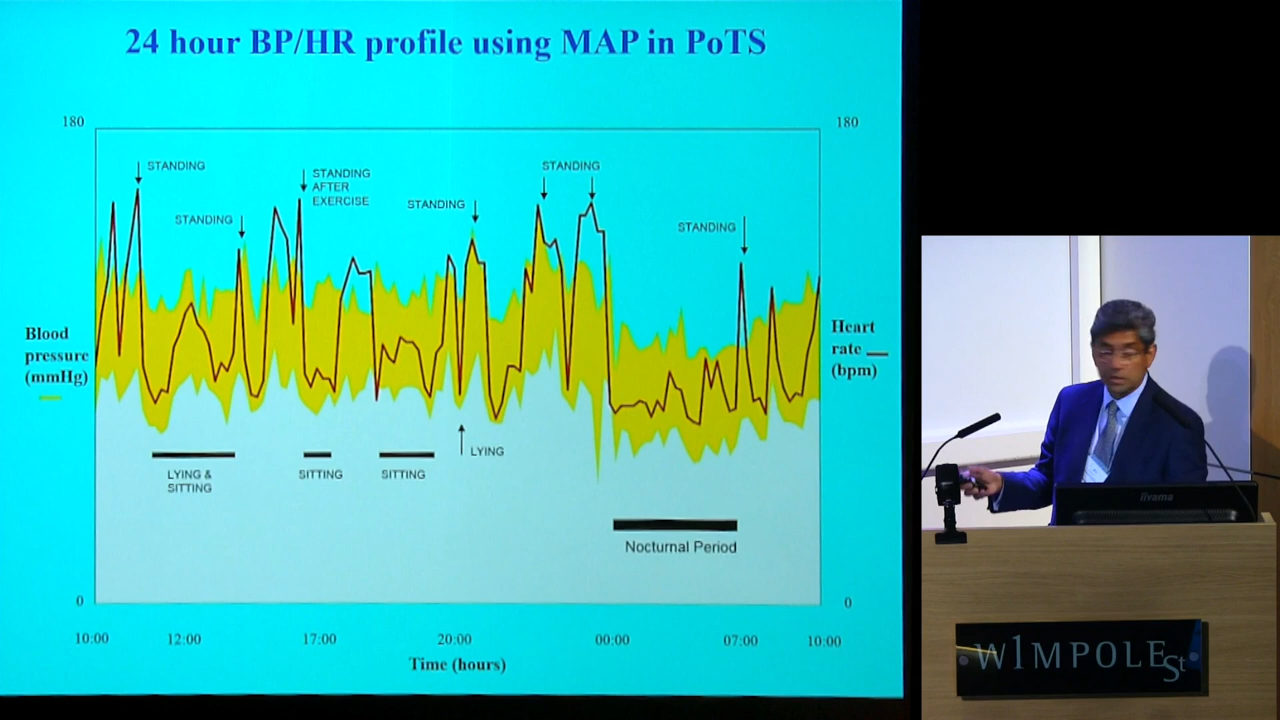 24 hour BP/HR profile using MAP in PoTS
180
180
STANDING
STANDING
AFTER
EXERCISE
STANDING
STANDING
STANDING
STANDING
Blood
pressure
(mmHg)
Heart
rate
(bpm)
LYING
LYING &
SITTING
SITTING
SITTING
Nocturnal Period
0
0
10:00
12:00
17:00
20:00
00:00
07:00
10:00
Time (hours)
iiyama
W1MPOLE St